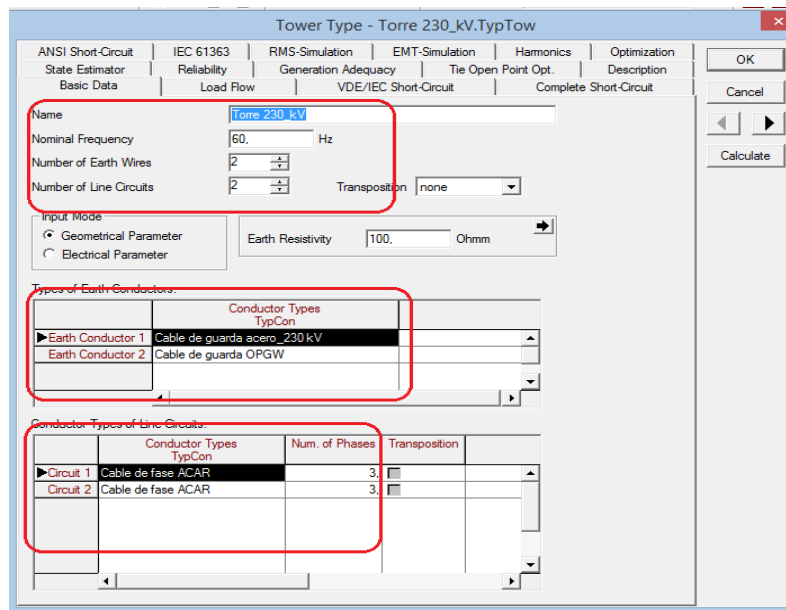 Tower Type - Torre 230_kV.TypTow
ANSI Short-Circuit IEC 61363 RMS-Simulation EMT-Simulation Harmonics Optimization
State Estimator Reliability Generation Adequacy Tie Open Point Opt. Description
Basic Data Load Flow VDE/IEC Short-Circuit Complete Short-Circuit
OK
Cancel
Calculate
Name Torre 230_kV
Nominal Frequency 60, Hz
Number of Earth Wires 2
Number of Line Circuits 2 Transposition none
Input Mode
Geometrical Parameter
Electrical Parameter
Earth Resistivity 100, Ohmm
Types of Earth Conductors:
Conductor Types
TypCon
Earth Conductor 1 Cable de guarda acero_230 kV
Earth Conductor 2 Cable de guarda OPGW
Conductor Types of Line Circuits:
Conductor Types Num. of Phases Transposition
TypCon
Circuit 1 Cable de fase ACAR 3,
Circuit 2 Cable de fase ACAR 3,